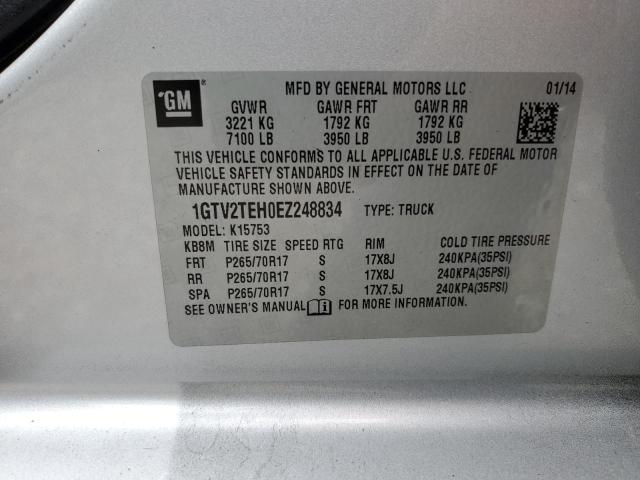 GM
MFD BY GENERAL MOTORS LLC 01/14
GVWR GAWR FRT GAWR RR
3221 KG 1792 KG 1792 KG
7100 LB 3950 LB 3950 LB
THIS VEHICLE CONFORMS TO ALL APPLICABLE U.S. FEDERAL MOTOR
VEHICLE SAFETY STANDARDS IN EFFECT ON THE DATE OF
MANUFACTURE SHOWN ABOVE.
1GTV2TEH0EZ248834 TYPE: TRUCK
MODEL: K15753
KB8M TIRE SIZE SPEED RTG RIM COLD TIRE PRESSURE
FRT P265/70R17 S 17X8J 240KPA(35PSI)
RR P265/70R17 S 17X8J 240KPA(35PSI)
SPA P265/70R17 S 17X7.5J 240KPA(35PSI)
SEE OWNER'S MANUAL i FOR MORE INFORMATION.